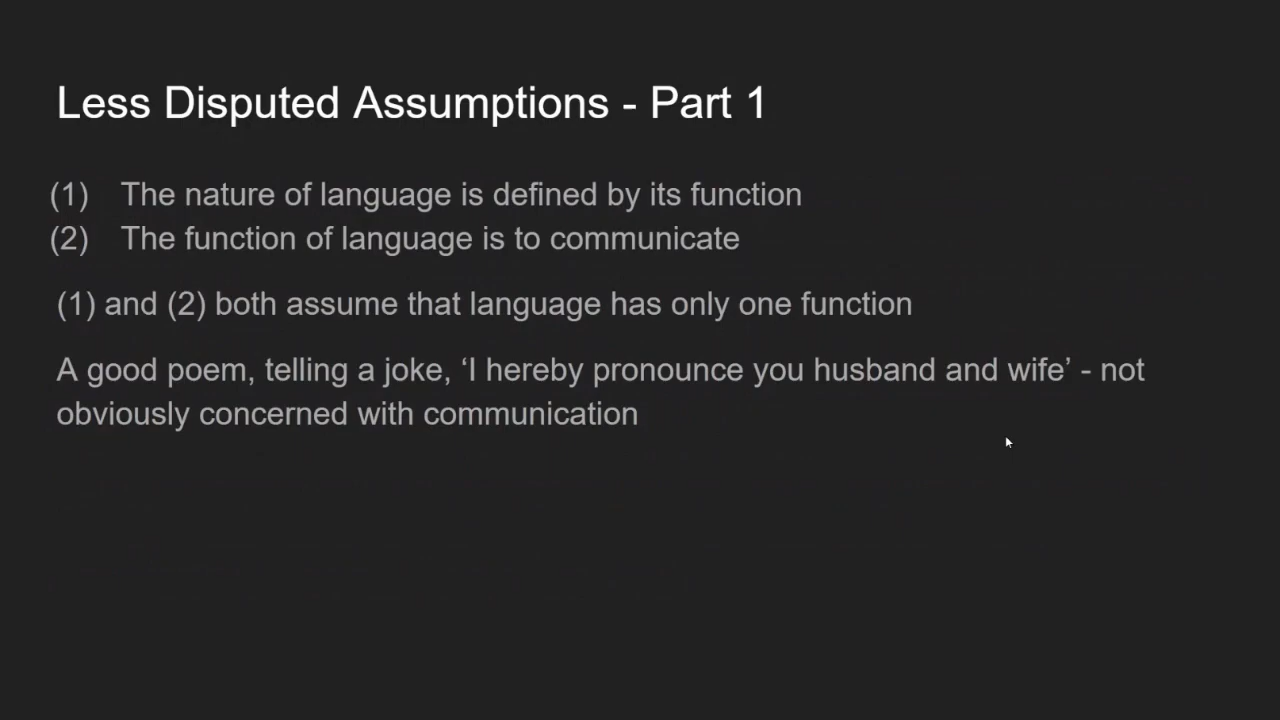 Less Disputed Assumptions - Part 1
(1) The nature of language is defined by its function
(2) The function of language is to communicate
(1) and (2) both assume that language has only one function
A good poem, telling a joke, ‘I hereby pronounce you husband and wife’ - not
obviously concerned with communication